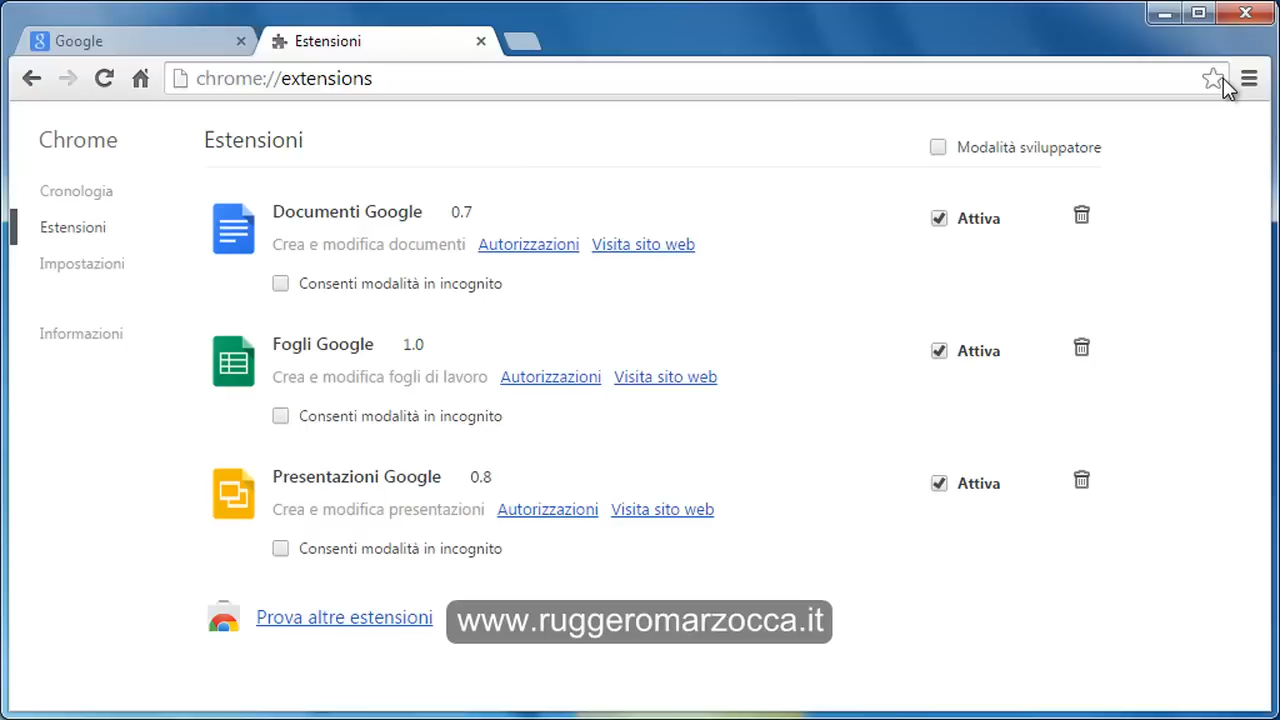 Google
Estensioni
chrome://extensions
Chrome
Estensioni
Modalità sviluppatore
Cronologia
Estensioni
Impostazioni
Informazioni
Documenti Google 0.7
Attiva
Crea e modifica documenti Autorizzazioni Visita sito web
Consenti modalità in incognito
Fogli Google 1.0
Attiva
Crea e modifica fogli di lavoro Autorizzazioni Visita sito web
Consenti modalità in incognito
Presentazioni Google 0.8
Attiva
Crea e modifica presentazioni Autorizzazioni Visita sito web
Consenti modalità in incognito
Prova altre estensioni
www.ruggeromarzocca.it